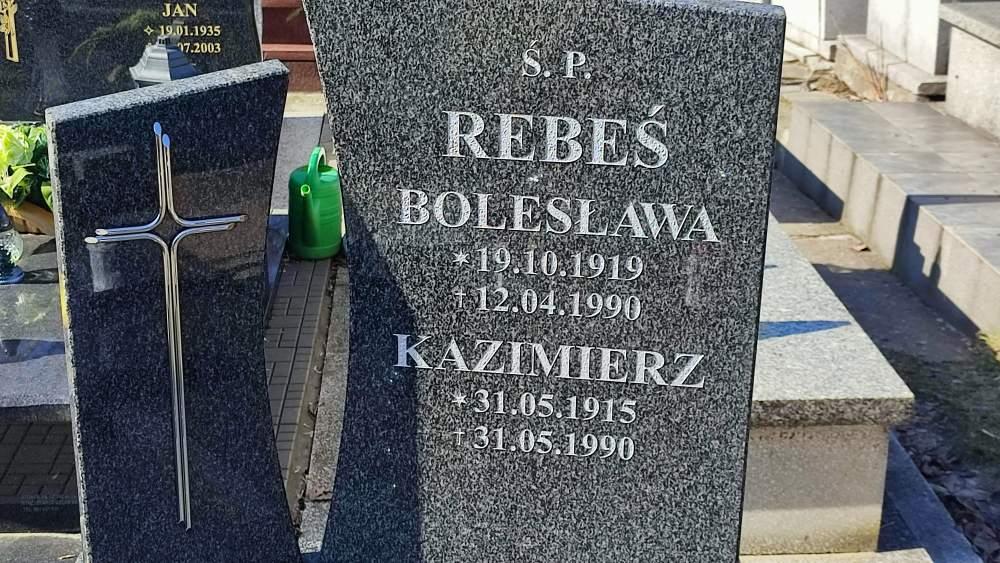 JAN
✧ 19.01.1935
07.2003
Ś. P.
REBEŚ
BOLESŁAWA
* 19.10.1919
† 12.04.1990
KAZIMIERZ
* 31.05.1915
† 31.05.1990